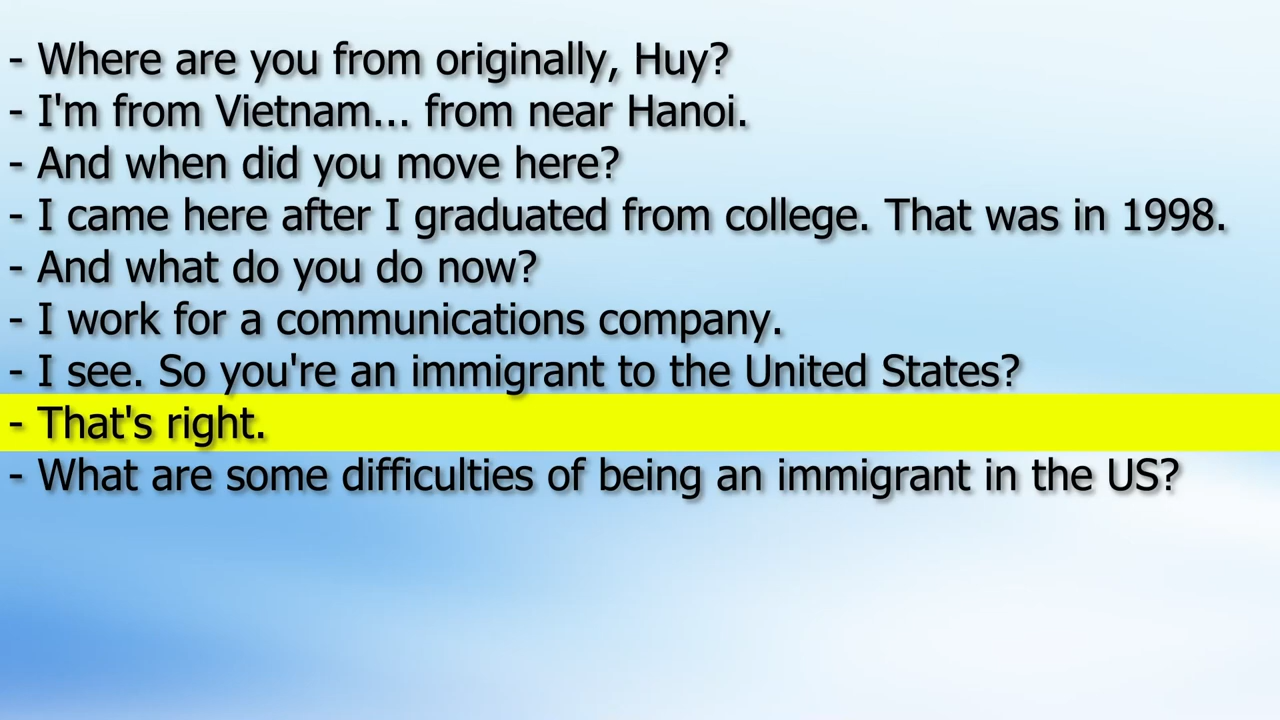 - Where are you from originally, Huy?
- I'm from Vietnam... from near Hanoi.
- And when did you move here?
- I came here after I graduated from college. That was in 1998.
- And what do you do now?
- I work for a communications company.
- I see. So you're an immigrant to the United States?
- That's right.
- What are some difficulties of being an immigrant in the US?